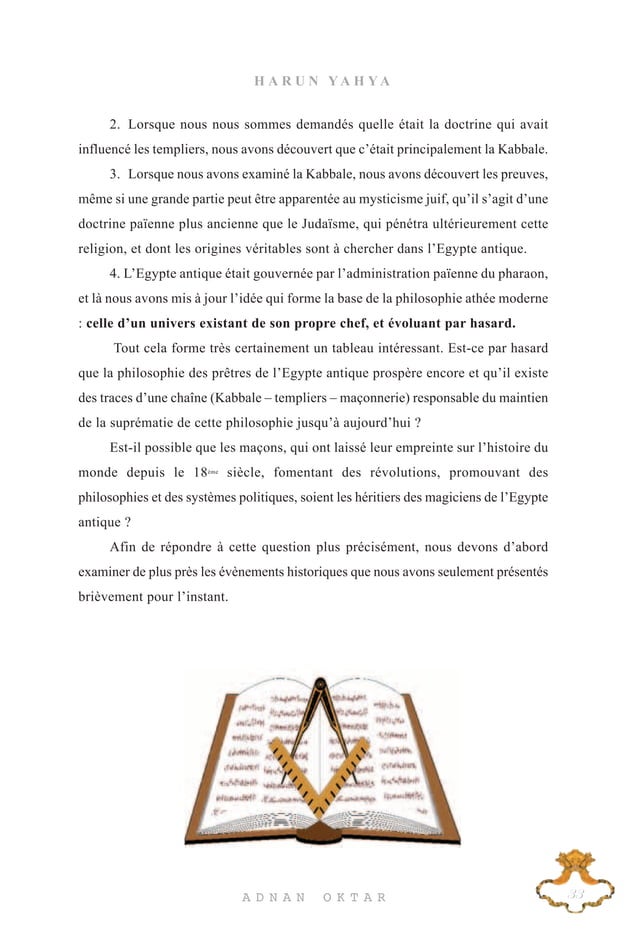 HARUN YAHYA
2. Lorsque nous nous sommes demandés quelle était la doctrine qui avait
influencé les templiers, nous avons découvert que c’était principalement la Kabbale.
3. Lorsque nous avons examiné la Kabbale, nous avons découvert les preuves,
même si une grande partie peut être apparentée au mysticisme juif, qu’il s’agit d’une
doctrine païenne plus ancienne que le Judaïsme, qui pénétra ultérieurement cette
religion, et dont les origines véritables sont à chercher dans l’Egypte antique.
4. L’Egypte antique était gouvernée par l’administration païenne du pharaon,
et là nous avons mis à jour l’idée qui forme la base de la philosophie athée moderne
: celle d’un univers existant de son propre chef, et évoluant par hasard.
Tout cela forme très certainement un tableau intéressant. Est-ce par hasard
que la philosophie des prêtres de l’Egypte antique prospère encore et qu’il existe
des traces d’une chaîne (Kabbale – templiers – maçonnerie) responsable du maintien
de la suprématie de cette philosophie jusqu’à aujourd’hui ?
Est-il possible que les maçons, qui ont laissé leur empreinte sur l’histoire du
monde depuis le 18ème siècle, fomentant des révolutions, promouvant des
philosophies et des systèmes politiques, soient les héritiers des magiciens de l’Egypte
antique ?
Afin de répondre à cette question plus précisément, nous devons d’abord
examiner de plus près les évènements historiques que nous avons seulement présentés
brièvement pour l’instant.
ADNAN OKTAR
33